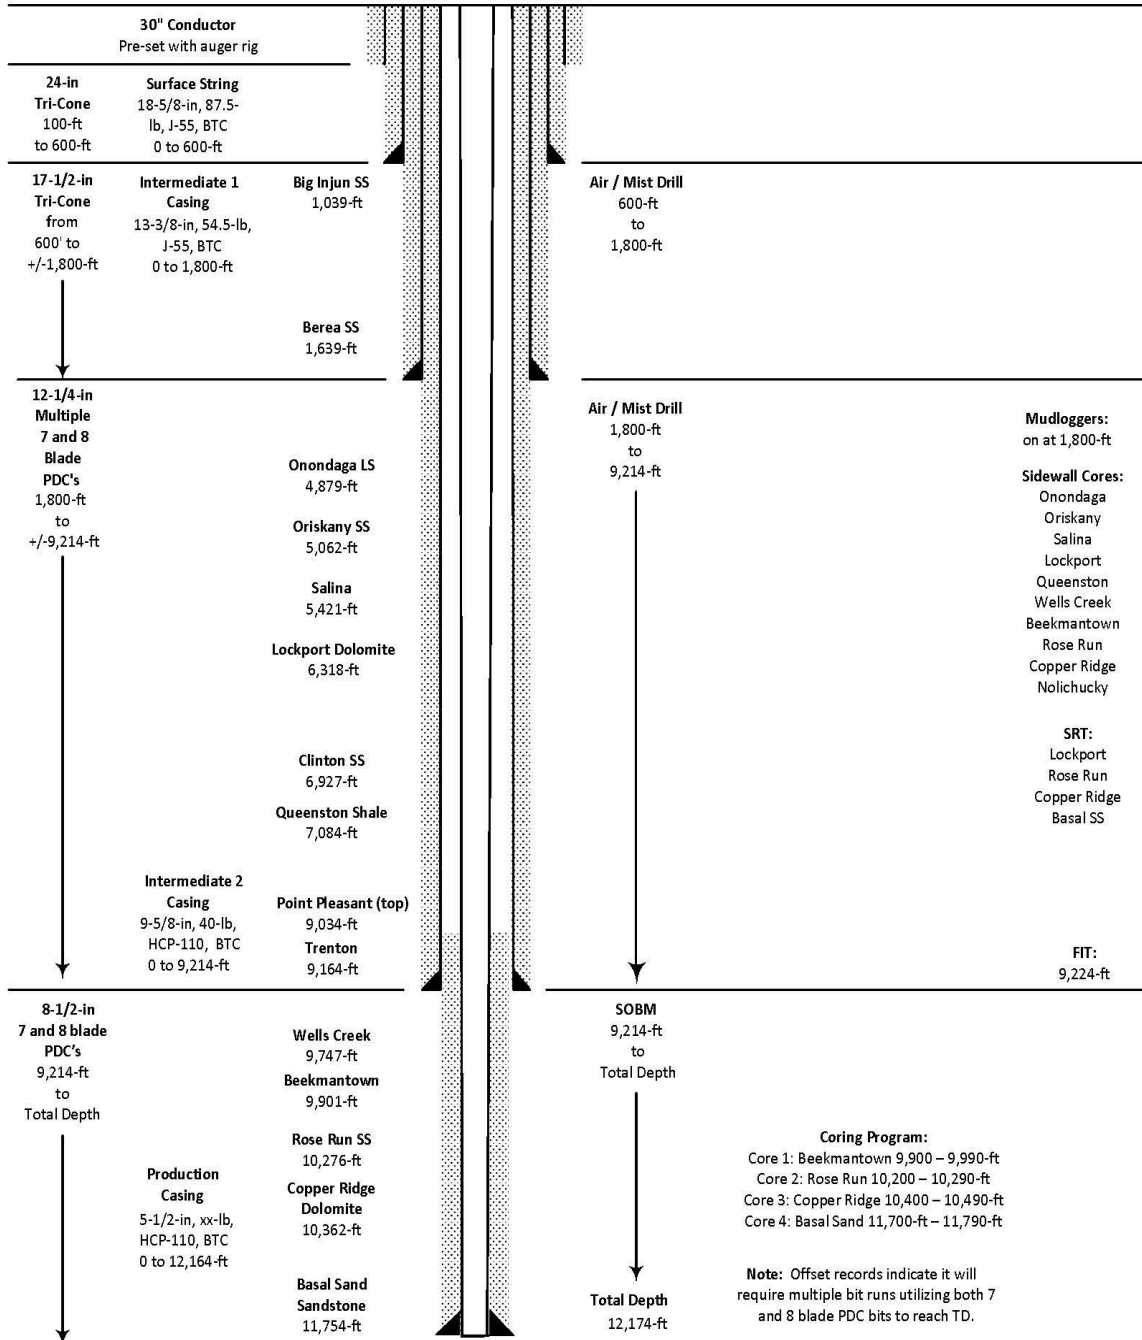 30" Conductor
Pre-set with auger rig
24-in
Tri-Cone
100-ft
to 600-ft
Surface String
18-5/8-in, 87.5-
lb, J-55, BTC
0 to 600-ft
17-1/2-in
Tri-Cone
from
600' to
+/-1,800-ft
Intermediate 1
Casing
13-3/8-in, 54.5-lb,
J-55, BTC
0 to 1,800-ft
Big Injun SS
1,039-ft
Berea SS
1,639-ft
Air / Mist Drill
600-ft
to
1,800-ft
12-1/4-in
Multiple
7 and 8
Blade
PDC's
1,800-ft
to
+/-9,214-ft
Onondaga LS
4,879-ft
Oriskany SS
5,062-ft
Salina
5,421-ft
Lockport Dolomite
6,318-ft
Clinton SS
6,927-ft
Queenston Shale
7,084-ft
Intermediate 2
Casing
9-5/8-in, 40-lb,
HCP-110, BTC
0 to 9,214-ft
Point Pleasant (top)
9,034-ft
Trenton
9,164-ft
Air / Mist Drill
1,800-ft
to
9,214-ft
Mudloggers:
on at 1,800-ft
Sidewall Cores:
Onondaga
Oriskany
Salina
Lockport
Queenston
Wells Creek
Beekmantown
Rose Run
Copper Ridge
Nolichucky
SRT:
Lockport
Rose Run
Copper Ridge
Basal SS
FIT:
9,224-ft
8-1/2-in
7 and 8 blade
PDC’s
9,214-ft
to
Total Depth
Production
Casing
5-1/2-in, xx-lb,
HCP-110, BTC
0 to 12,164-ft
Wells Creek
9,747-ft
Beekmantown
9,901-ft
Rose Run SS
10,276-ft
Copper Ridge
Dolomite
10,362-ft
Basal Sand
Sandstone
11,754-ft
SOBM
9,214-ft
to
Total Depth
Total Depth
12,174-ft
Coring Program:
Core 1: Beekmantown 9,900 – 9,990-ft
Core 2: Rose Run 10,200 – 10,290-ft
Core 3: Copper Ridge 10,400 – 10,490-ft
Core 4: Basal Sand 11,700-ft – 11,790-ft
Note: Offset records indicate it will
require multiple bit runs utilizing both 7
and 8 blade PDC bits to reach TD.